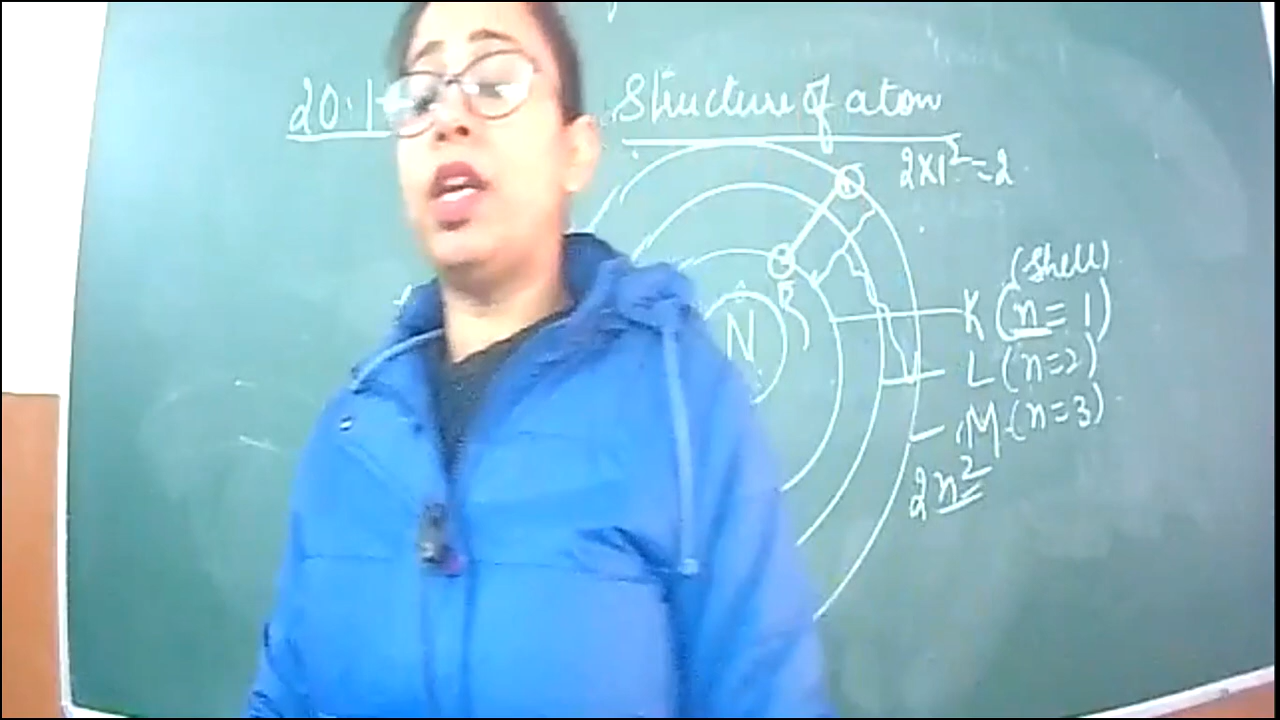 20.1
Structure of atom
2×1²=2
(Shell)
K (n=1)
N
L (n=2)
M (n=3)
2n²